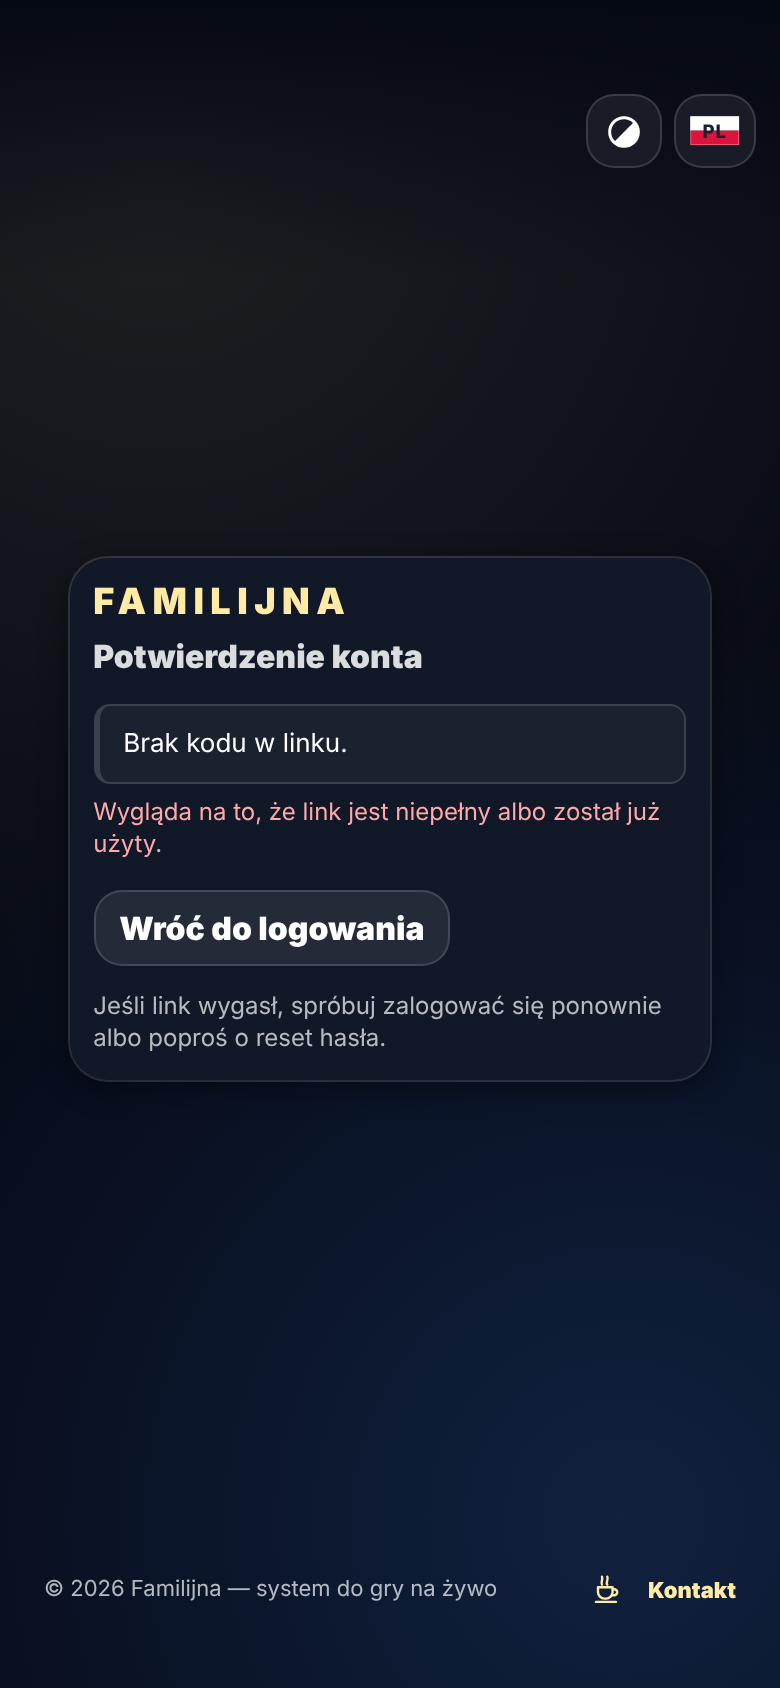 PL
FAMILIJNA
Potwierdzenie konta
Brak kodu w linku.
Wygląda na to, że link jest niepełny albo został już
użyty.
Wróć do logowania
Jeśli link wygasł, spróbuj zalogować się ponownie
albo poproś o reset hasła.
© 2026 Familijna — system do gry na żywo
Kontakt